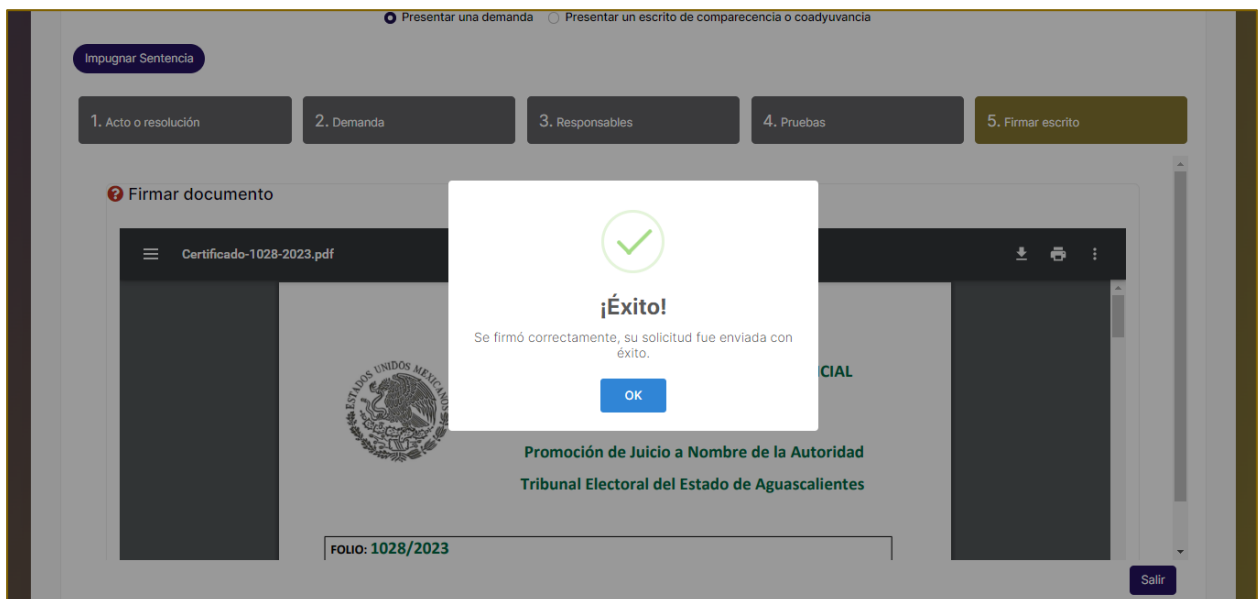 Presentar una demanda Presentar un escrito de comparecencia o coadyuvancia
Impugnar Sentencia
1. Acto o resolución 2. Demanda 3. Responsables 4. Pruebas 5. Firmar escrito
Firmar documento
Certificado-1028-2023.pdf
¡Éxito!
Se firmó correctamente, su solicitud fue enviada con
éxito.
OK
ESTADOS UNIDOS MEXICANOS
CIAL
Promoción de Juicio a Nombre de la Autoridad
Tribunal Electoral del Estado de Aguascalientes
FOLIO: 1028/2023
Salir